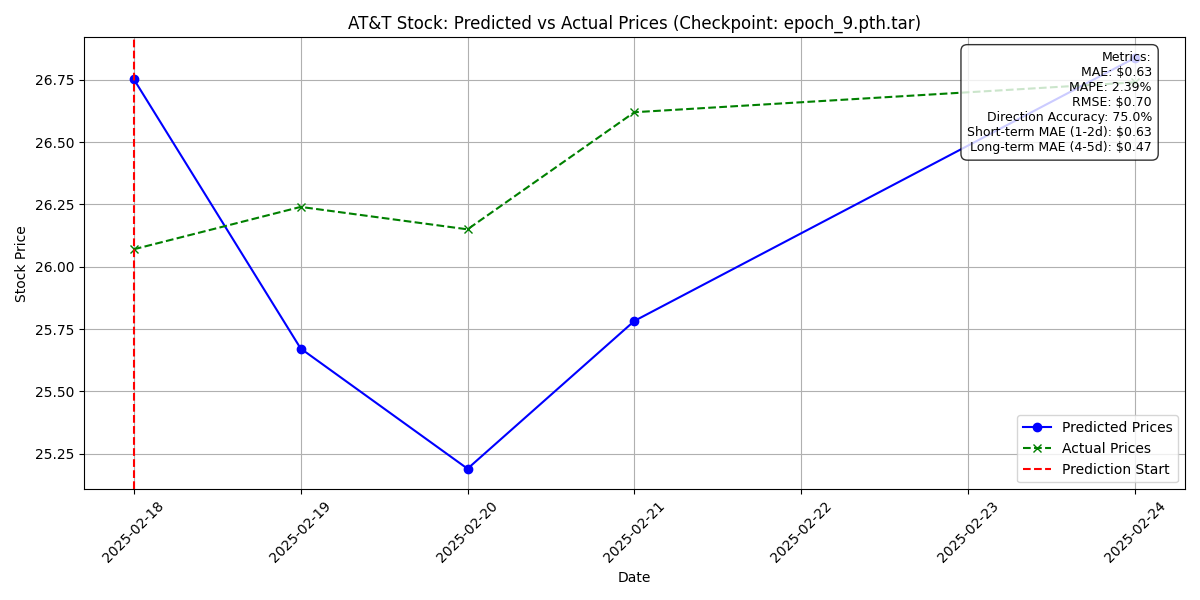 AT&T Stock: Predicted vs Actual Prices (Checkpoint: epoch_9.pth.tar)
Metrics:
MAE: $0.63
MAPE: 2.39%
RMSE: $0.70
Direction Accuracy: 75.0%
Short-term MAE (1-2d): $0.63
Long-term MAE (4-5d): $0.47
Stock Price
26.75
26.50
26.25
26.00
25.75
25.50
25.25
Predicted Prices
Actual Prices
Prediction Start
2025-02-18
2025-02-19
2025-02-20
2025-02-21
2025-02-22
2025-02-23
2025-02-24
Date